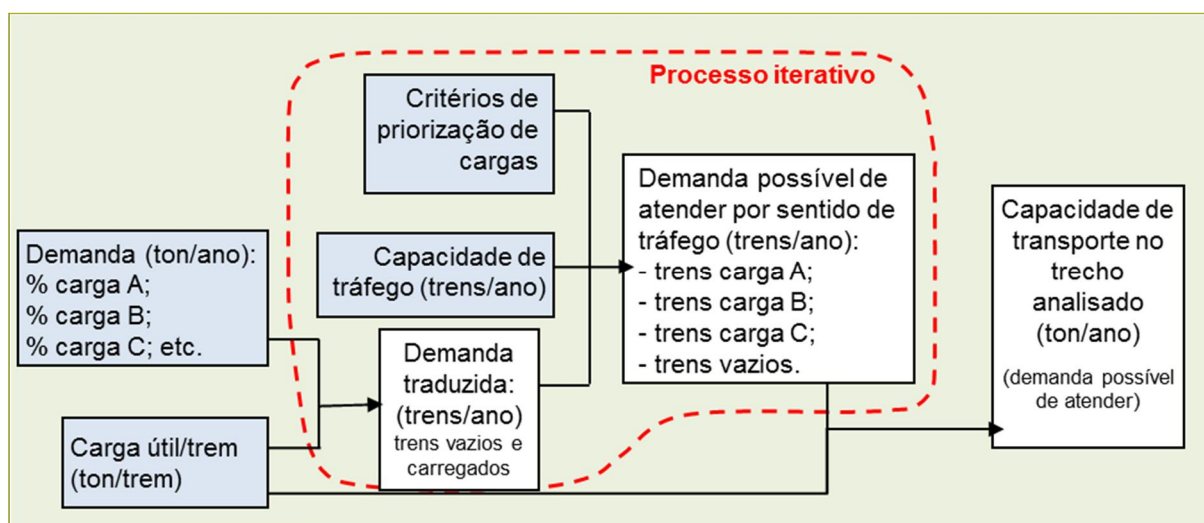 Processo iterativo
Critérios de
priorização de
cargas
Demanda (ton/ano):
% carga A;
% carga B;
% carga C; etc.
Capacidade de
tráfego (trens/ano)
Carga útil/trem
(ton/trem)
Demanda
traduzida:
(trens/ano)
trens vazios e
carregados
Demanda possível de
atender por sentido de
tráfego (trens/ano):
- trens carga A;
- trens carga B;
- trens carga C;
- trens vazios.
Capacidade de
transporte no
trecho
analisado
(ton/ano)
(demanda possível
de atender)